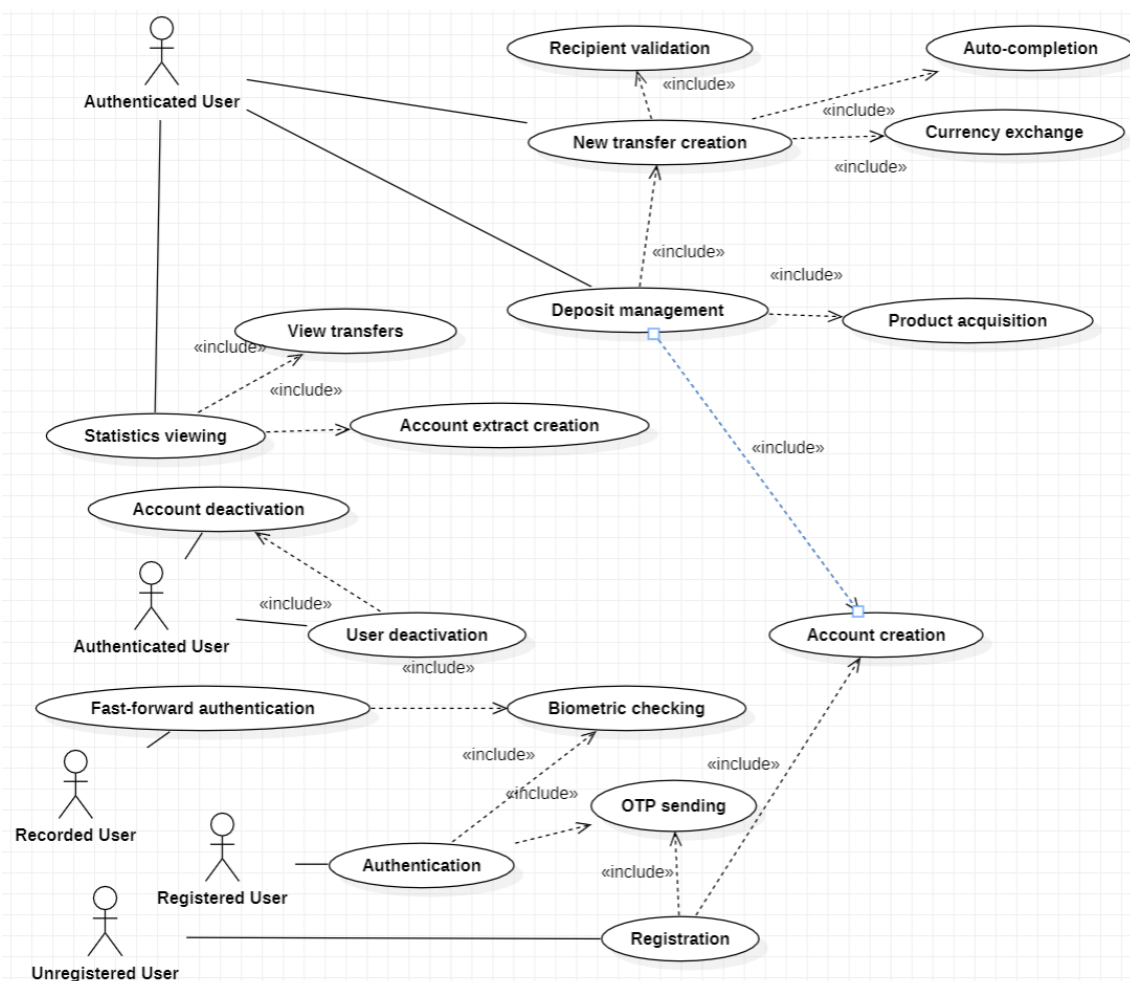 Recipient validation
Auto-completion
«include»
Authenticated User
«include»
Currency exchange
New transfer creation
«include»
«include»
«include»
Deposit management
Product acquisition
View transfers
«include»
«include»
Account extract creation
Statistics viewing
«include»
Account deactivation
«include»
User deactivation
Account creation
Authenticated User
«include»
Fast-forward authentication
Biometric checking
«include»
«include»
«include»
OTP sending
Recorded User
Authentication
«include»
Registered User
Registration
Unregistered User